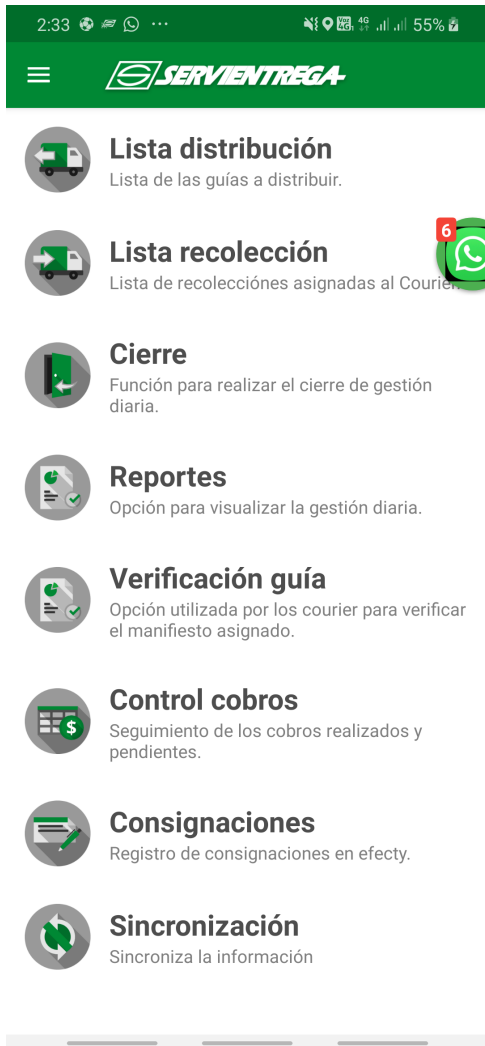 2:33
Voz 4G
4G
55%
SERVIENTREGA
Lista distribución
Lista de las guías a distribuir.
6
Lista recolección
Lista de recolecciónes asignadas al Courier.
Cierre
Función para realizar el cierre de gestión
diaria.
Reportes
Opción para visualizar la gestión diaria.
Verificación guía
Opción utilizada por los courier para verificar
el manifiesto asignado.
$
Control cobros
Seguimiento de los cobros realizados y
pendientes.
Consignaciones
Registro de consignaciones en efecty.
Sincronización
Sincroniza la información